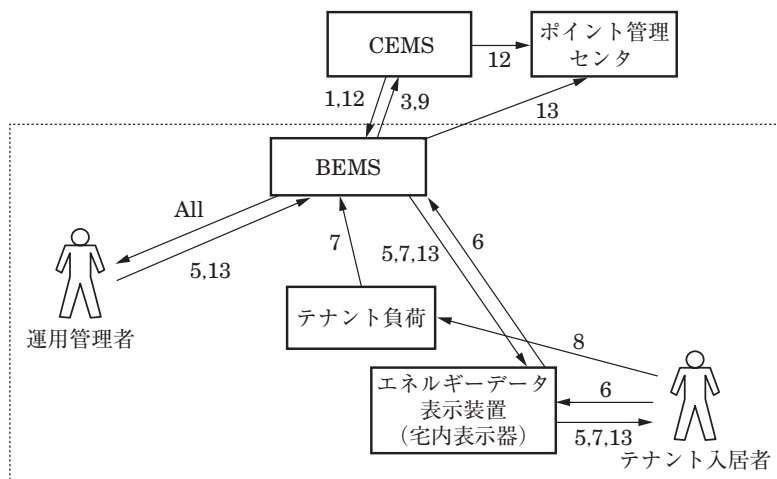 CEMS
12
ポイント管理
センタ
1,12
3,9
13
BEMS
All
5,13
7
5,7,13
6
運用管理者
テナント負荷
8
エネルギーデータ
表示装置
（宅内表示器）
6
5,7,13
テナント入居者